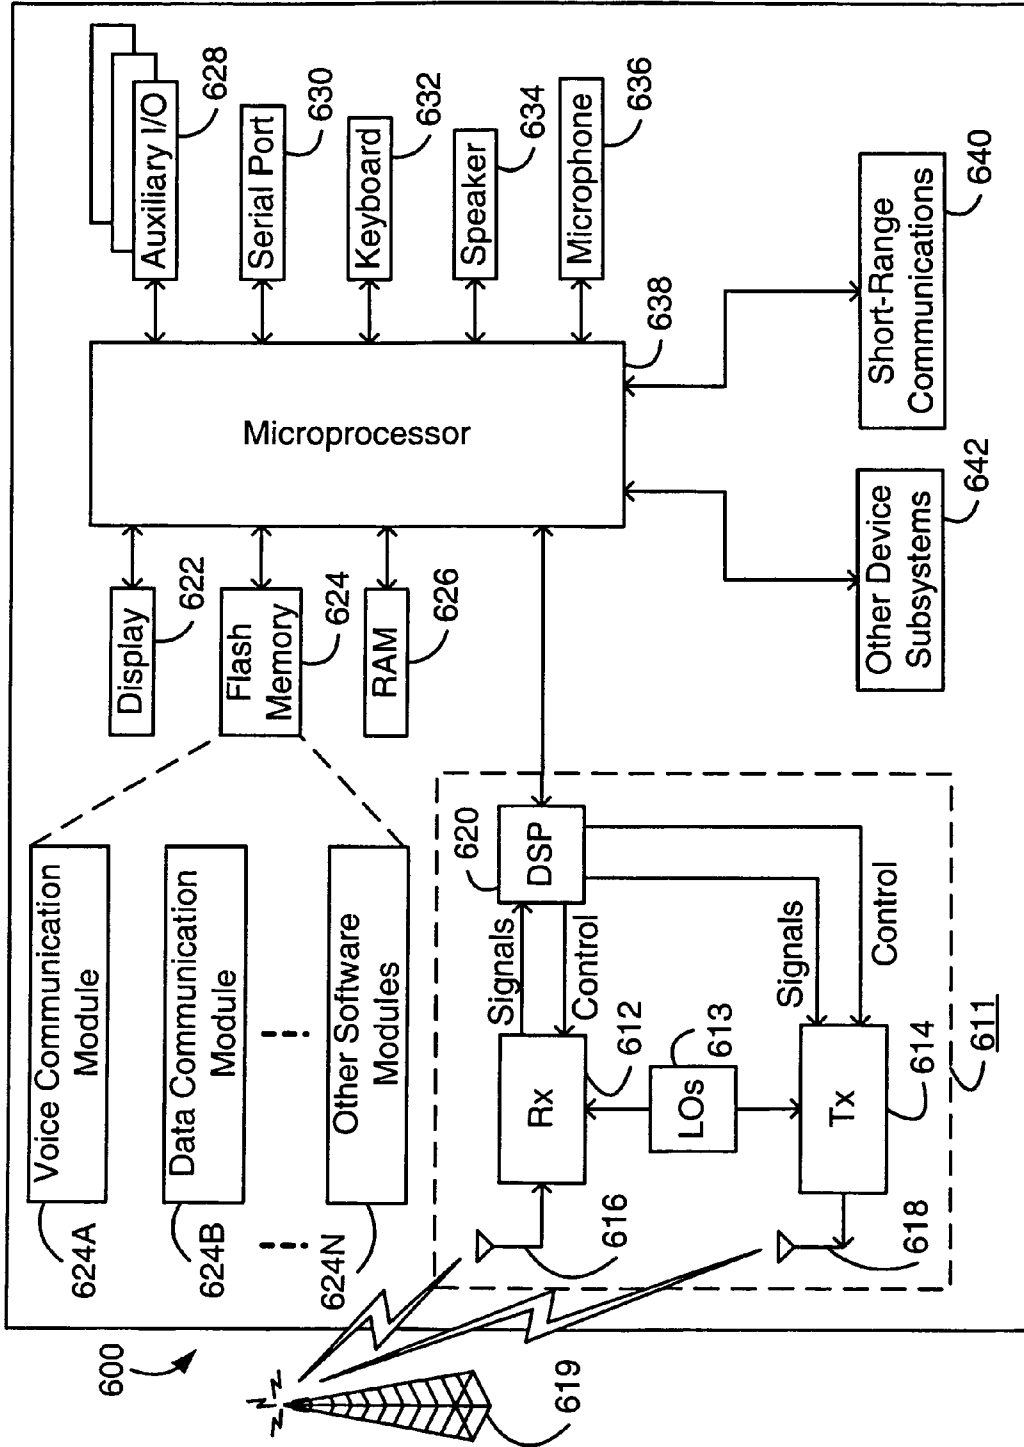 600
619
Voice Communication
Module
624A
Data Communication
Module
624B
Other Software
Modules
624N
Display
622
Flash
Memory
624
RAM
626
Microprocessor
638
Auxiliary I/O
628
Serial Port
630
Keyboard
632
Speaker
634
Microphone
636
Short-Range
Communications
640
Other Device
Subsystems
642
616
Rx
612
Signals
Control
DSP
620
LOs
613
Signals
Control
Tx
614
618
611